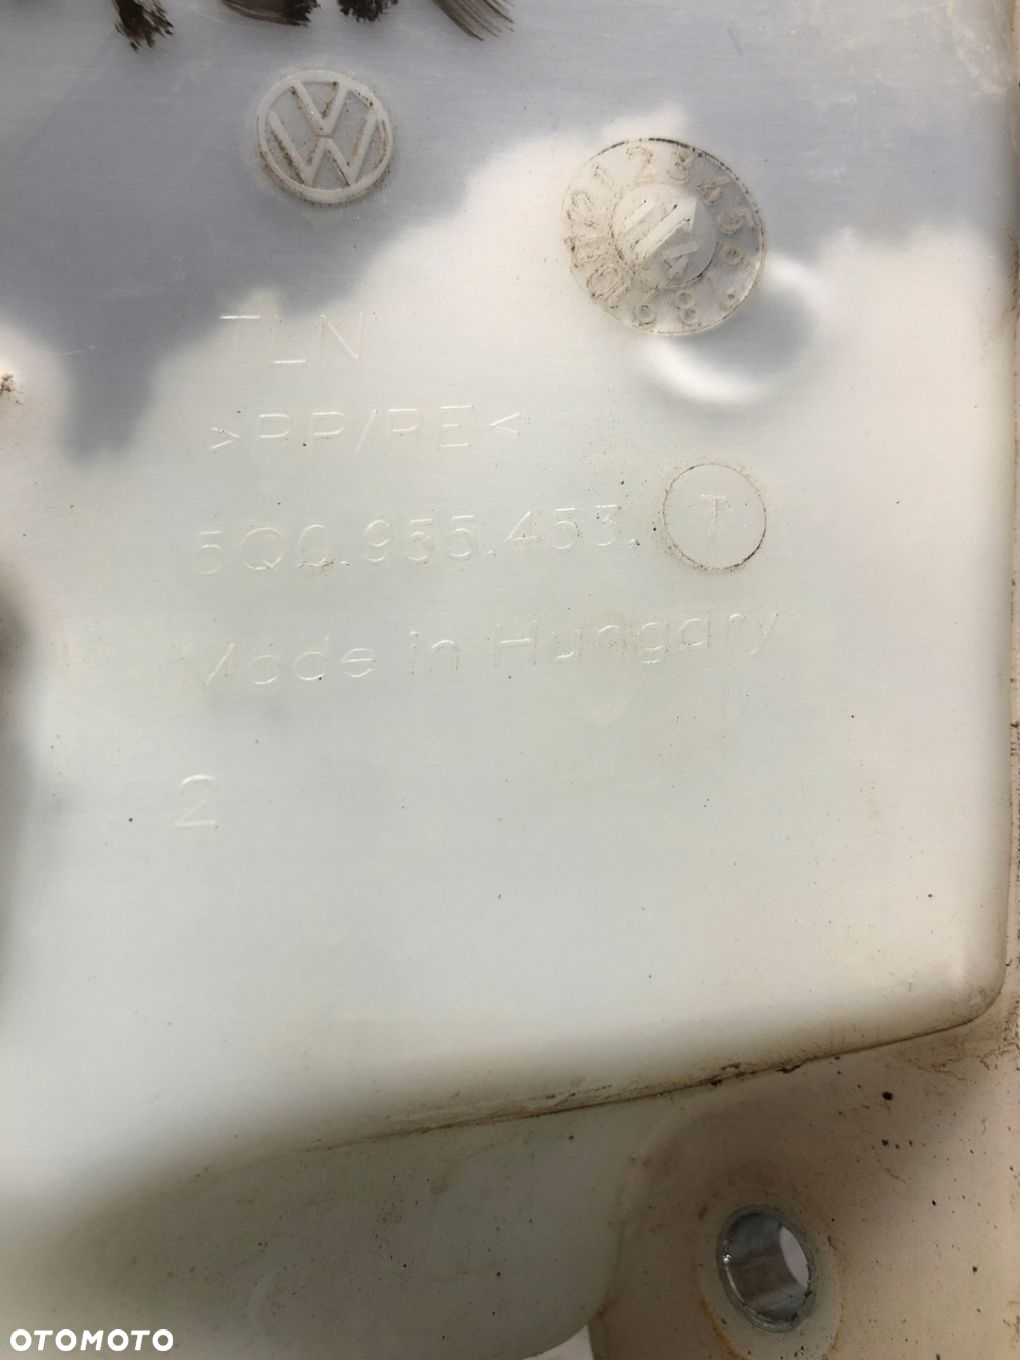 TLN
>PP/PE<
5Q0.955.453. T
Made in Hungary
2
OTOMOTO